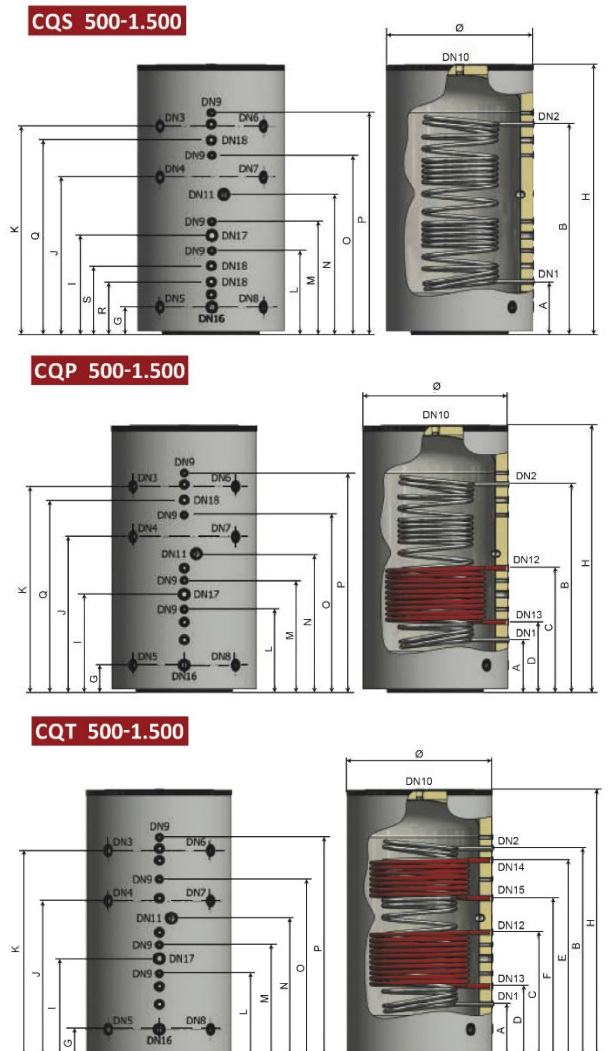 CQS 500-1.500
Ø
DN10
DN9
DN3 DN6
DN2
DN18
DN9
DN4 DN7
DN11
DN9
DN17
DN9
DN18
DN18
DN1
DN5 DN8
DN16
K Q J I S R G L M N O P A B H
CQP 500-1.500
Ø
DN10
DN9
DN3 DN6
DN2
DN18
DN9
DN4 DN7
DN11
DN12
DN9
DN17
DN9
DN13
DN1
DN5 DN8
DN16
K Q J I G L M N O P A D C B H
CQT 500-1.500
Ø
DN10
DN9
DN3 DN6
DN2
DN14
DN9
DN4 DN7
DN15
DN11
DN12
DN9
DN17
DN9
DN13
DN1
DN5 DN8
DN16
K J I G L M N O P A D C F E B H